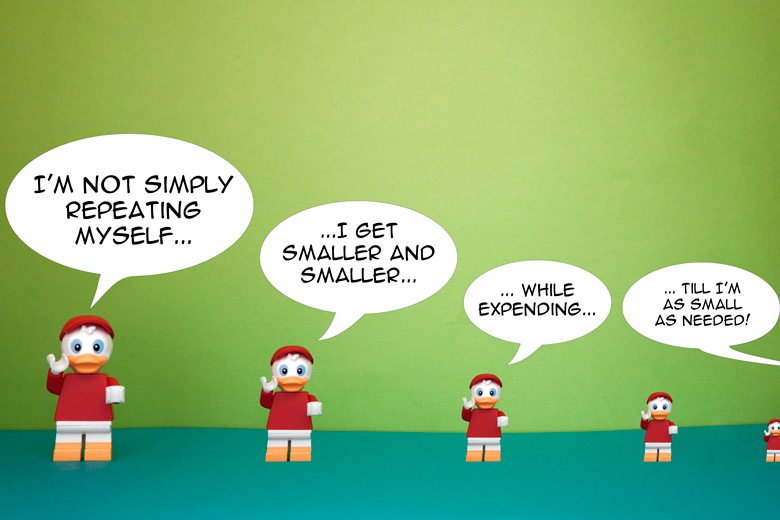 I'M NOT SIMPLY
REPEATING
MYSELF...
...I GET
SMALLER AND
SMALLER...
... WHILE
EXPENDING...
... TILL I'M
AS SMALL
AS NEEDED!